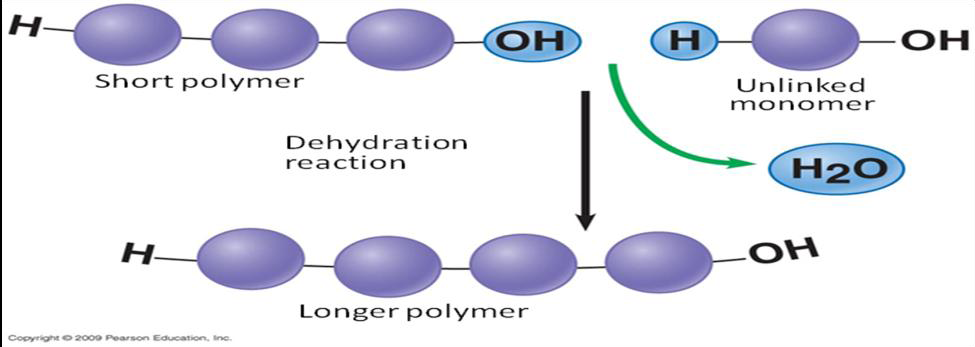 H
OH
H
OH
Short polymer
Unlinked
monomer
Dehydration
reaction
H2O
H
OH
Longer polymer
Copyright © 2009 Pearson Education, Inc.